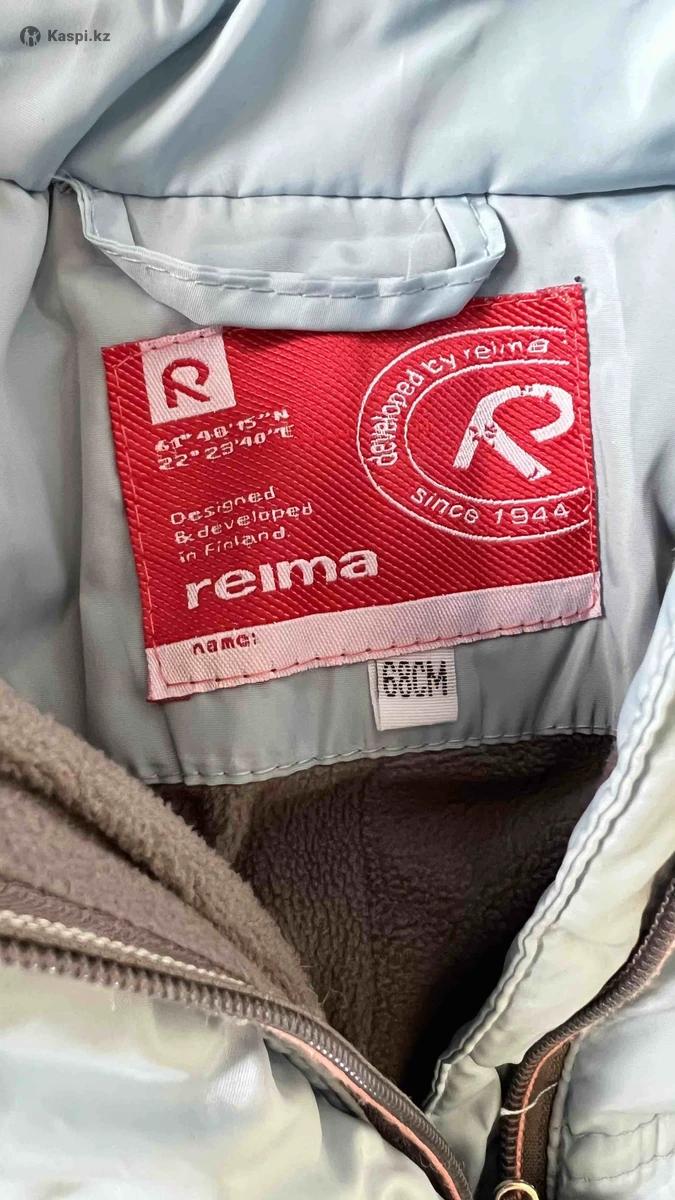 Kaspi.kz
R
61° 40'15"N
22° 23'40"E
Designed
& developed
in Finland.
reima
name:
developed by reima
R
since 1944
68CM